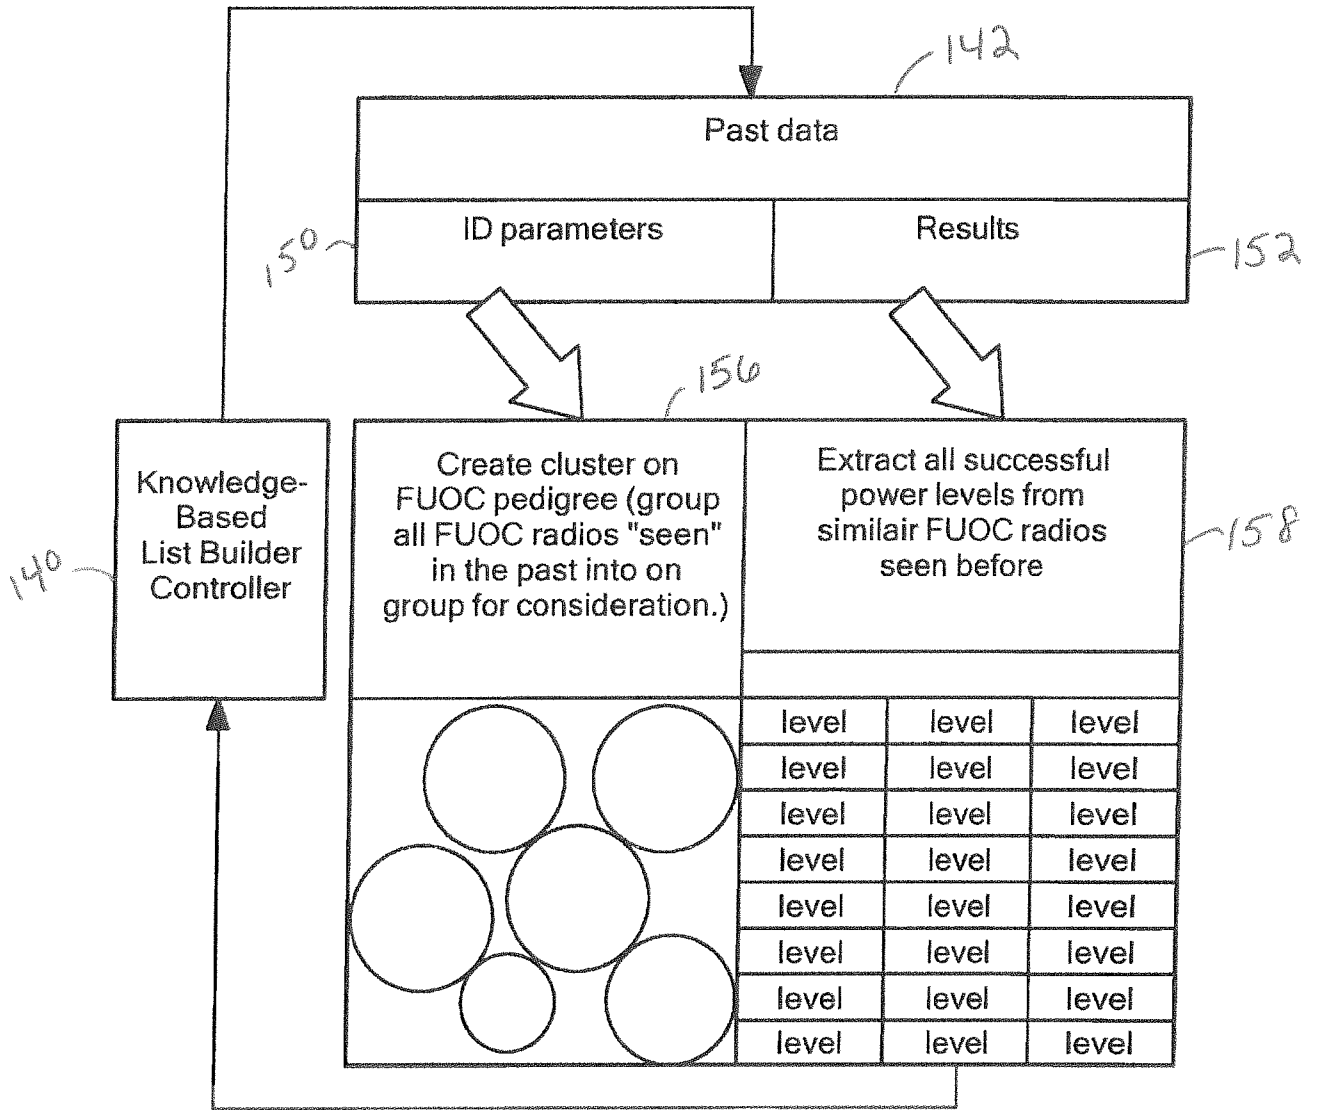 142
Past data
ID parameters
Results
150
152
156
Knowledge-
Based
List Builder
Controller
140
Create cluster on
FUOC pedigree (group
all FUOC radios "seen"
in the past into on
group for consideration.)
Extract all successful
power levels from
similair FUOC radios
seen before
158
level level level
level level level
level level level
level level level
level level level
level level level
level level level
level level level